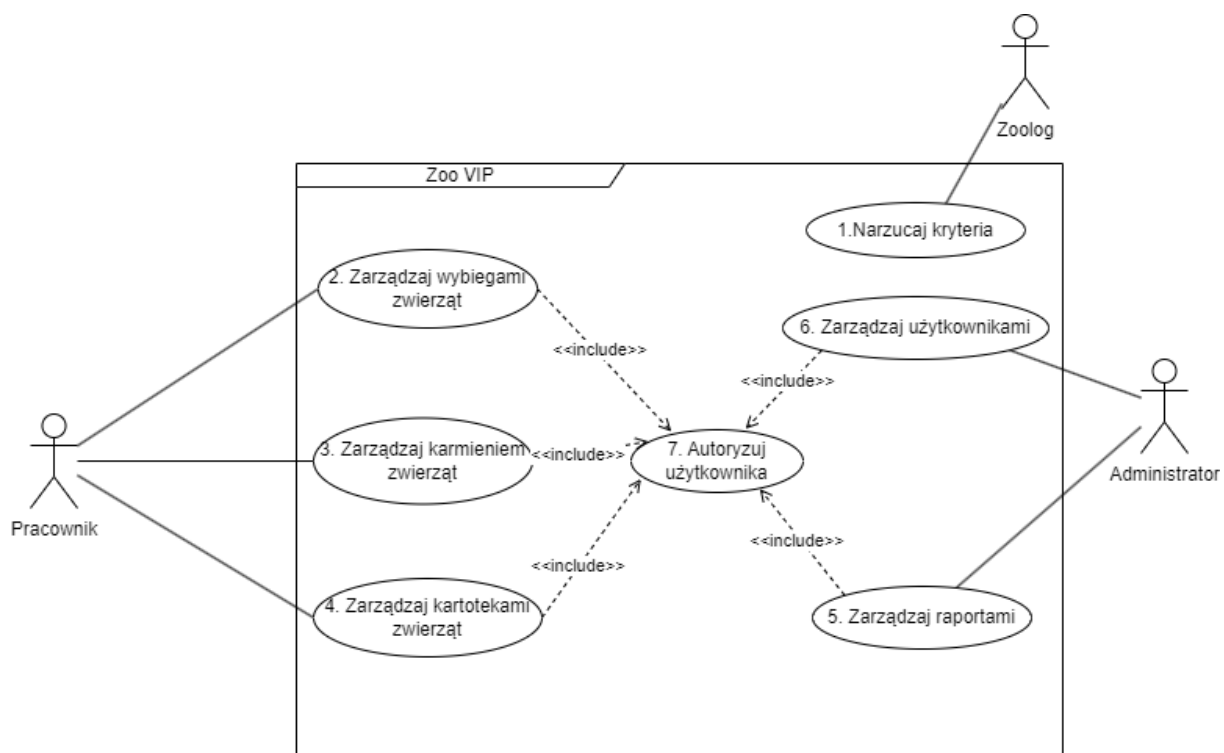 Zoolog
Zoo VIP
1.Narzucaj kryteria
2. Zarządzaj wybiegami
zwierząt
6. Zarządzaj użytkownikami
<<include>>
<<include>>
3. Zarządzaj karmieniem
zwierząt
<<include>>
7. Autoryzuj
użytkownika
Administrator
Pracownik
<<include>>
<<include>>
4. Zarządzaj kartotekami
zwierząt
5. Zarządzaj raportami